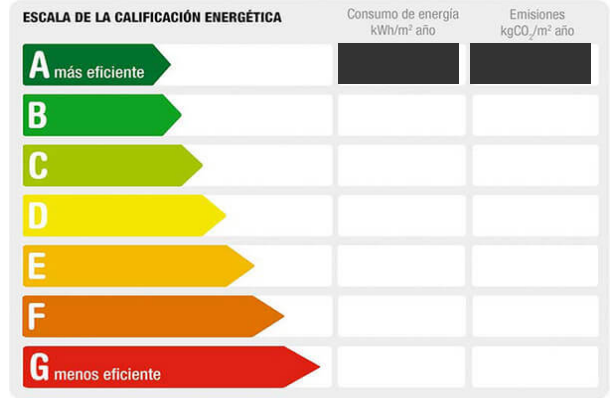 ESCALA DE LA CALIFICACIÓN ENERGÉTICA
Consumo de energía
kWh/m² año
Emisiones
kgCO₂/m² año
A más eficiente
B
C
D
E
F
G menos eficiente